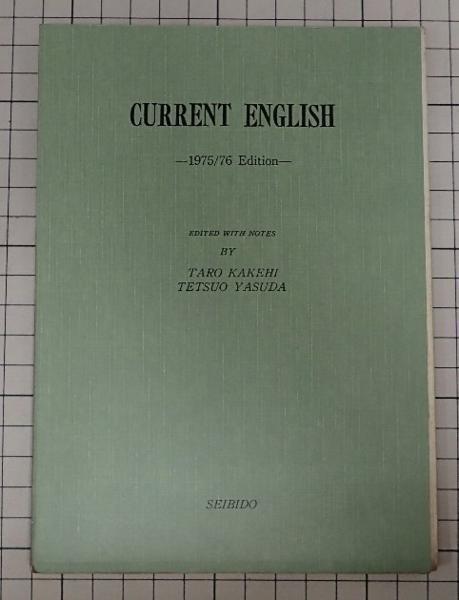 CURRENT ENGLISH
—1975/76 Edition—
EDITED WITH NOTES
BY
TARO KAKEHI
TETSUO YASUDA
SEIBIDO